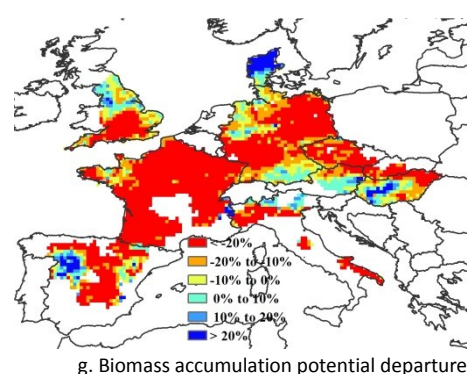 <-20%
-20% to -10%
-10% to 0%
0% to 10%
10% to 20%
> 20%
g. Biomass accumulation potential departure